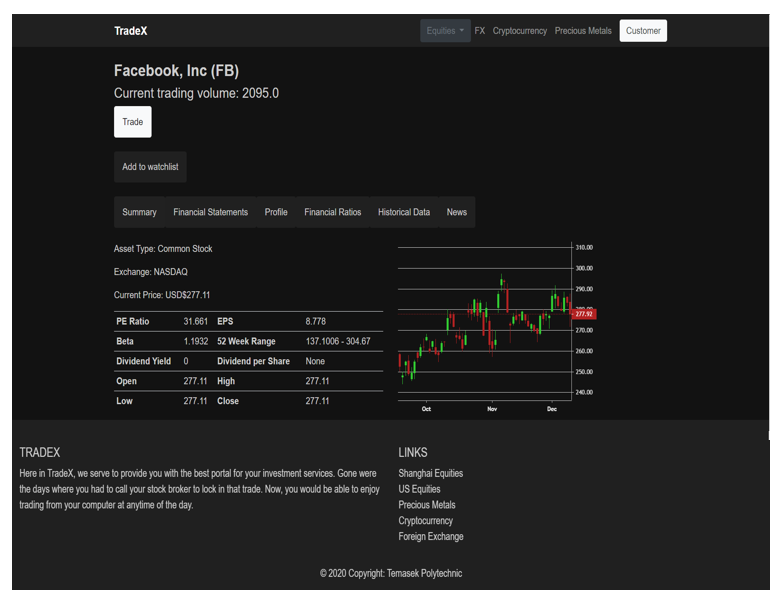 TradeX
Equities FX Cryptocurrency Precious Metals Customer
Facebook, Inc (FB)
Current trading volume: 2095.0
Trade
Add to watchlist
Summary Financial Statements Profile Financial Ratios Historical Data News
Asset Type: Common Stock
Exchange: NASDAQ
Current Price: USD$277.11
PE Ratio 31.661 EPS 8.778
Beta 1.1932 52 Week Range 137.1006 - 304.67
Dividend Yield 0 Dividend per Share None
Open 277.11 High 277.11
Low 277.11 Close 277.11
310.00
300.00
290.00
280.00
277.92
270.00
260.00
250.00
240.00
Oct Nov Dec
TRADEX
Here in TradeX, we serve to provide you with the best portal for your investment services. Gone were
the days where you had to call your stock broker to lock in that trade. Now, you would be able to enjoy
trading from your computer at anytime of the day.
LINKS
Shanghai Equities
US Equities
Precious Metals
Cryptocurrency
Foreign Exchange
© 2020 Copyright: Temasek Polytechnic